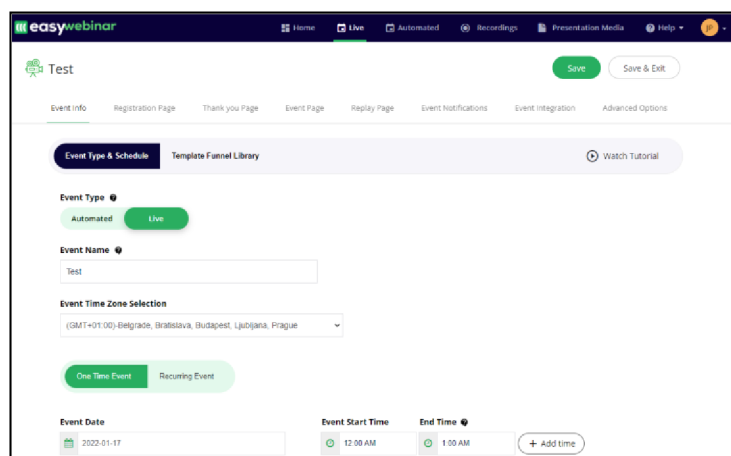 easywebinar
Home Live Automated Recordings Presentation Media Help JP
Test
Save Save & Exit
Event Info Registration Page Thank you Page Event Page Replay Page Event Notifications Event Integration Advanced Options
Event Type & Schedule Template Funnel Library Watch Tutorial
Event Type
Automated Live
Event Name
Test
Event Time Zone Selection
(GMT+01:00)-Belgrade, Bratislava, Budapest, Ljubljana, Prague
One Time Event Recurring Event
Event Date Event Start Time End Time
2022-01-17 12:00 AM 1:00 AM + Add time